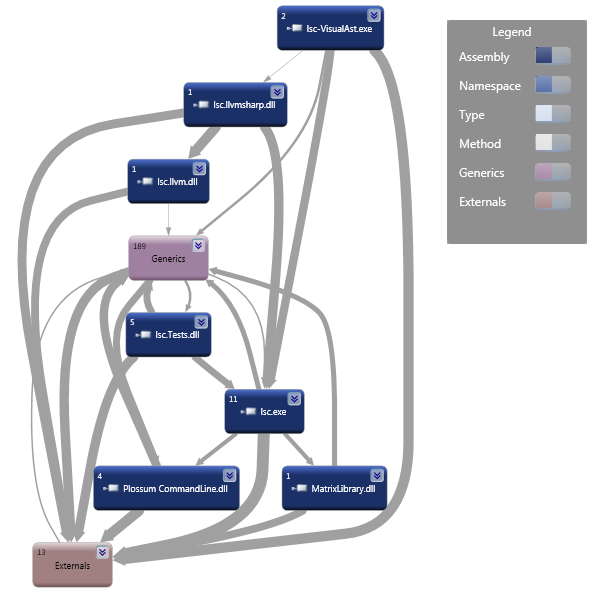 2
lsc-VisualAst.exe
Legend
Assembly
Namespace
Type
Method
Generics
Externals
1
lsc.llvmsharp.dll
1
lsc.llvm.dll
189
Generics
5
lsc.Tests.dll
11
lsc.exe
4
Plossum CommandLine.dll
1
MatrixLibrary.dll
13
Externals